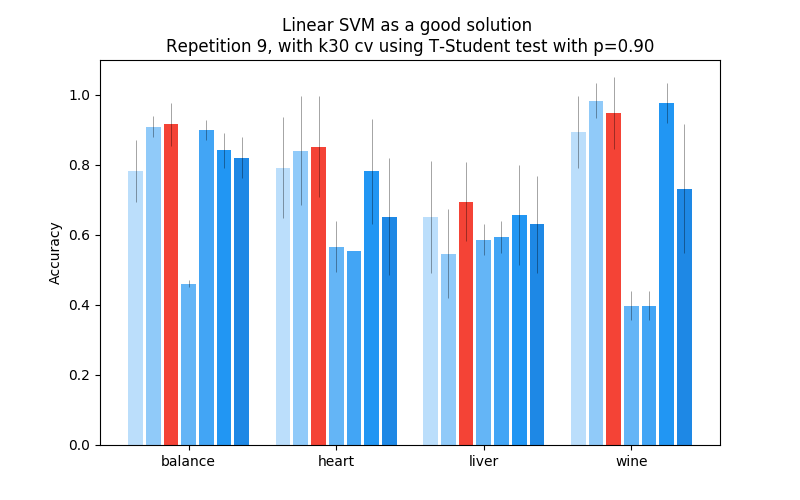 Linear SVM as a good solution
Repetition 9, with k30 cv using T-Student test with p=0.90
1.0
0.8
0.6
0.4
0.2
0.0
Accuracy
balance heart liver wine